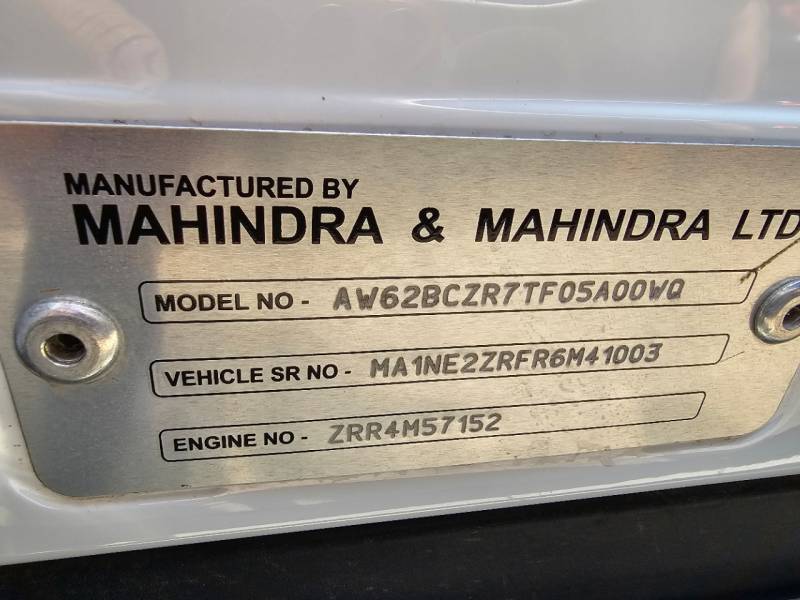 MANUFACTURED BY
MAHINDRA & MAHINDRA LTD
MODEL NO - AW62BCZR7TF05A00WQ
VEHICLE SR NO - MA1NE2ZRFR6M41003
ENGINE NO - ZRR4M57152